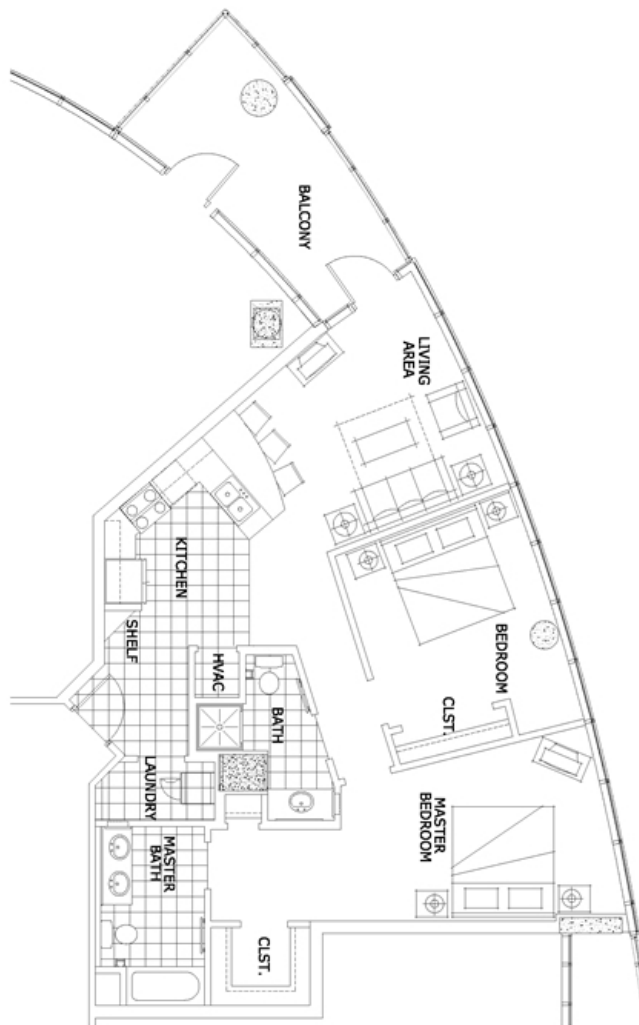 BALCONY
LIVING
AREA
KITCHEN
SHELF
BEDROOM
HVAC
BATH
CLST.
LAUNDRY
MASTER
BEDROOM
MASTER
BATH
CLST.